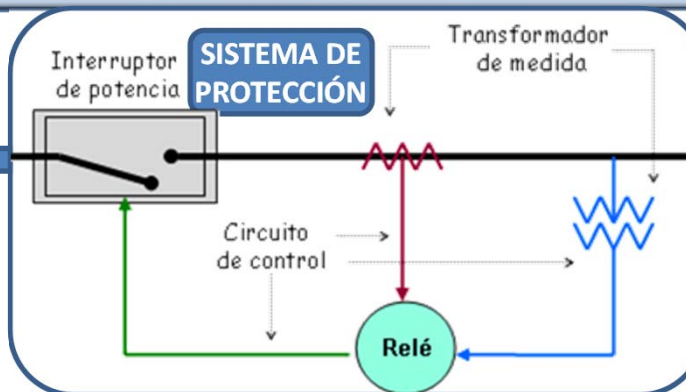 Interruptor
de potencia
SISTEMA DE
PROTECCIÓN
Transformador
de medida
Circuito
de control
Relé